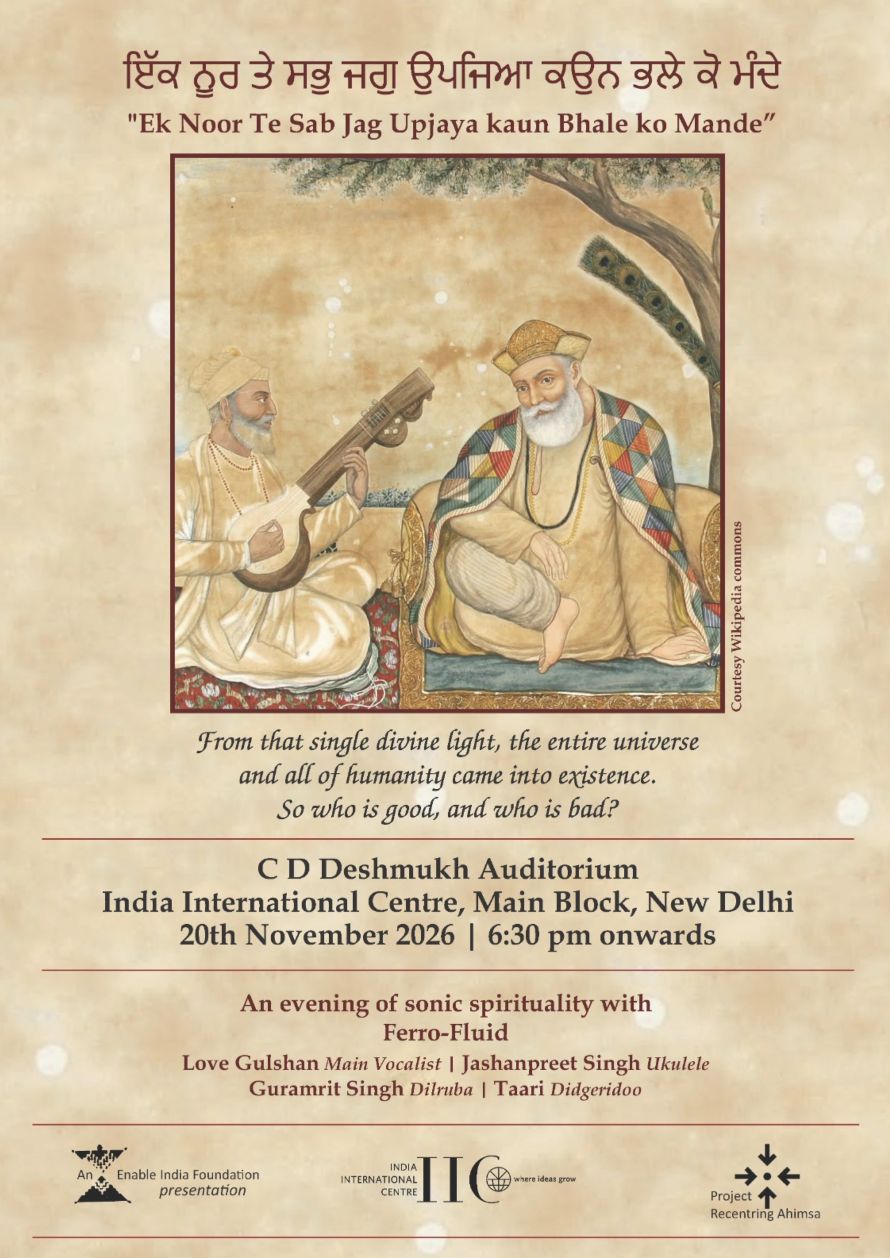 ਇੱਕ ਨੂਰ ਤੇ ਸਭੁ ਜਗੁ ਉਪਜਿਆ ਕਉਨ ਭਲੇ ਕੋ ਮੰਦੇ
"Ek Noor Te Sab Jag Upjaya kaun Bhale ko Mande”
Courtesy Wikipedia commons
From that single divine light, the entire universe
and all of humanity came into existence.
So who is good, and who is bad?
C D Deshmukh Auditorium
India International Centre, Main Block, New Delhi
20th November 2026 | 6:30 pm onwards
An evening of sonic spirituality with
Ferro-Fluid
Love Gulshan Main Vocalist | Jashanpreet Singh Ukulele
Guramrit Singh Dilruba | Taari Didgeridoo
An Enable India Foundation
presentation
INDIA
INTERNATIONAL
CENTRE
IIC
where ideas grow
Project
Recentring Ahimsa